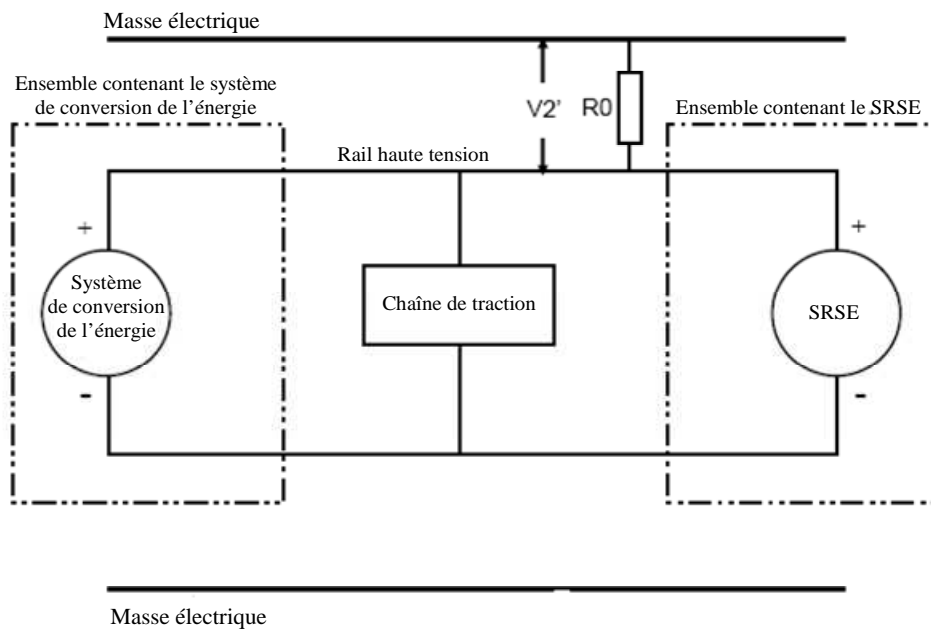 Masse électrique
Ensemble contenant le système
de conversion de l'énergie
V2'
R0
Ensemble contenant le SRSE
Rail haute tension
+
+
Système
de conversion
de l'énergie
Chaîne de traction
SRSE
-
-
Masse électrique